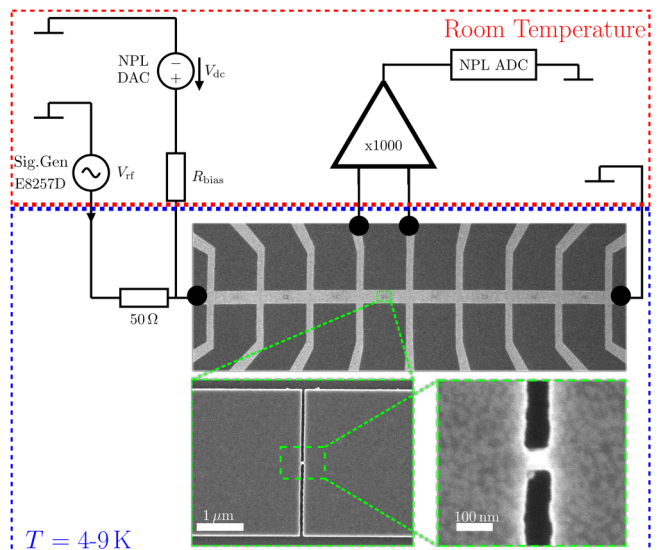 Room Temperature
NPL
DAC
− +
V_dc
NPL ADC
x1000
Sig.Gen
E8257D
V_rf
R_bias
50 Ω
1 μm
100 nm
T = 4-9 K